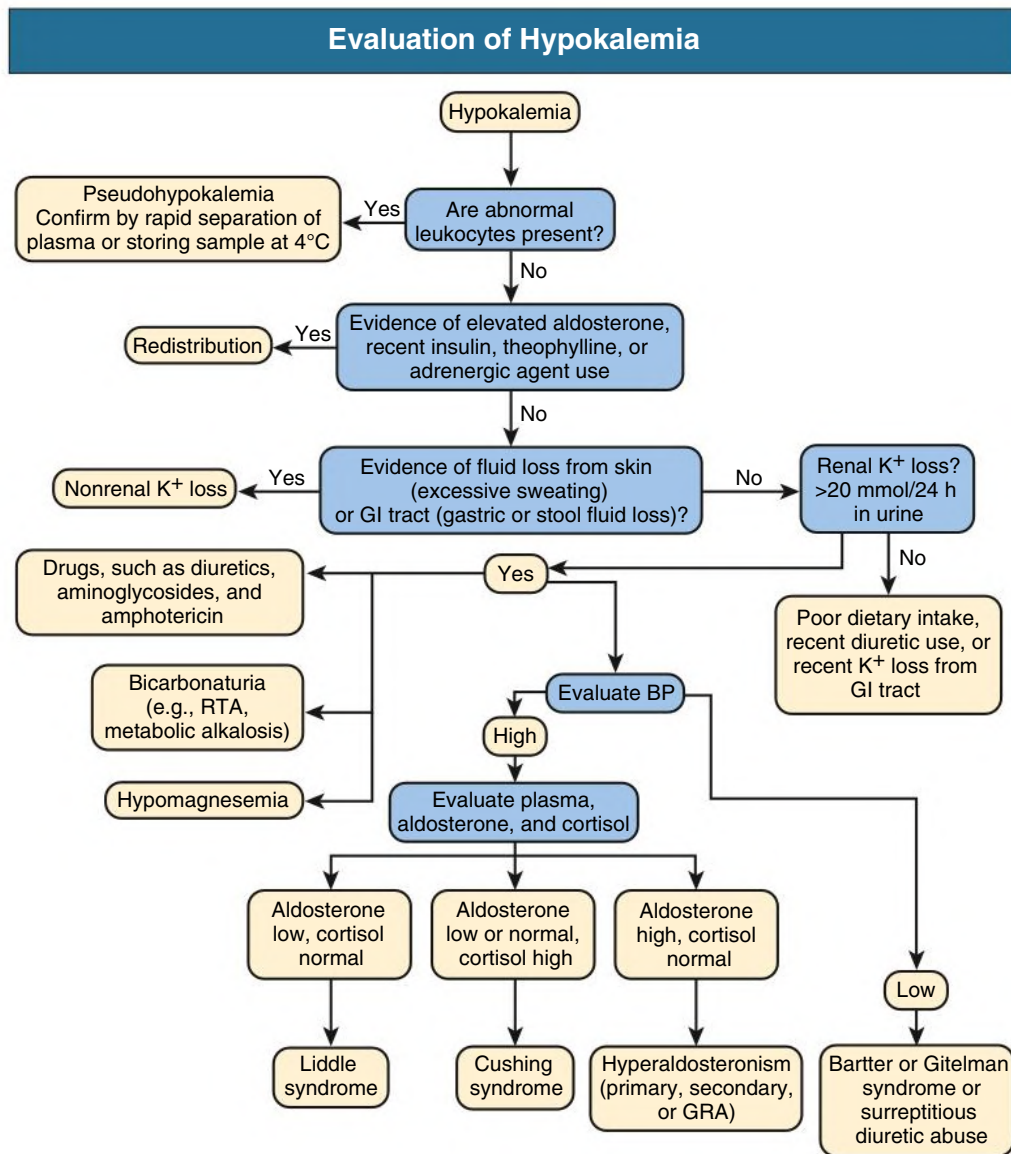 Evaluation of Hypokalemia
Hypokalemia
Pseudohypokalemia
Confirm by rapid separation of
plasma or storing sample at 4°C
Yes
Are abnormal
leukocytes present?
No
Redistribution
Yes
Evidence of elevated aldosterone,
recent insulin, theophylline, or
adrenergic agent use
No
Nonrenal K+ loss
Yes
Evidence of fluid loss from skin
(excessive sweating)
or GI tract (gastric or stool fluid loss)?
No
Renal K+ loss?
>20 mmol/24 h
in urine
Yes
No
Drugs, such as diuretics,
aminoglycosides, and
amphotericin
Poor dietary intake,
recent diuretic use, or
recent K+ loss from
GI tract
Bicarbonaturia
(e.g., RTA,
metabolic alkalosis)
Evaluate BP
High
Hypomagnesemia
Evaluate plasma,
aldosterone, and cortisol
Aldosterone
low, cortisol
normal
Aldosterone
low or normal,
cortisol high
Aldosterone
high, cortisol
normal
Low
Liddle
syndrome
Cushing
syndrome
Hyperaldosteronism
(primary, secondary,
or GRA)
Bartter or Gitelman
syndrome or
surreptitious
diuretic abuse